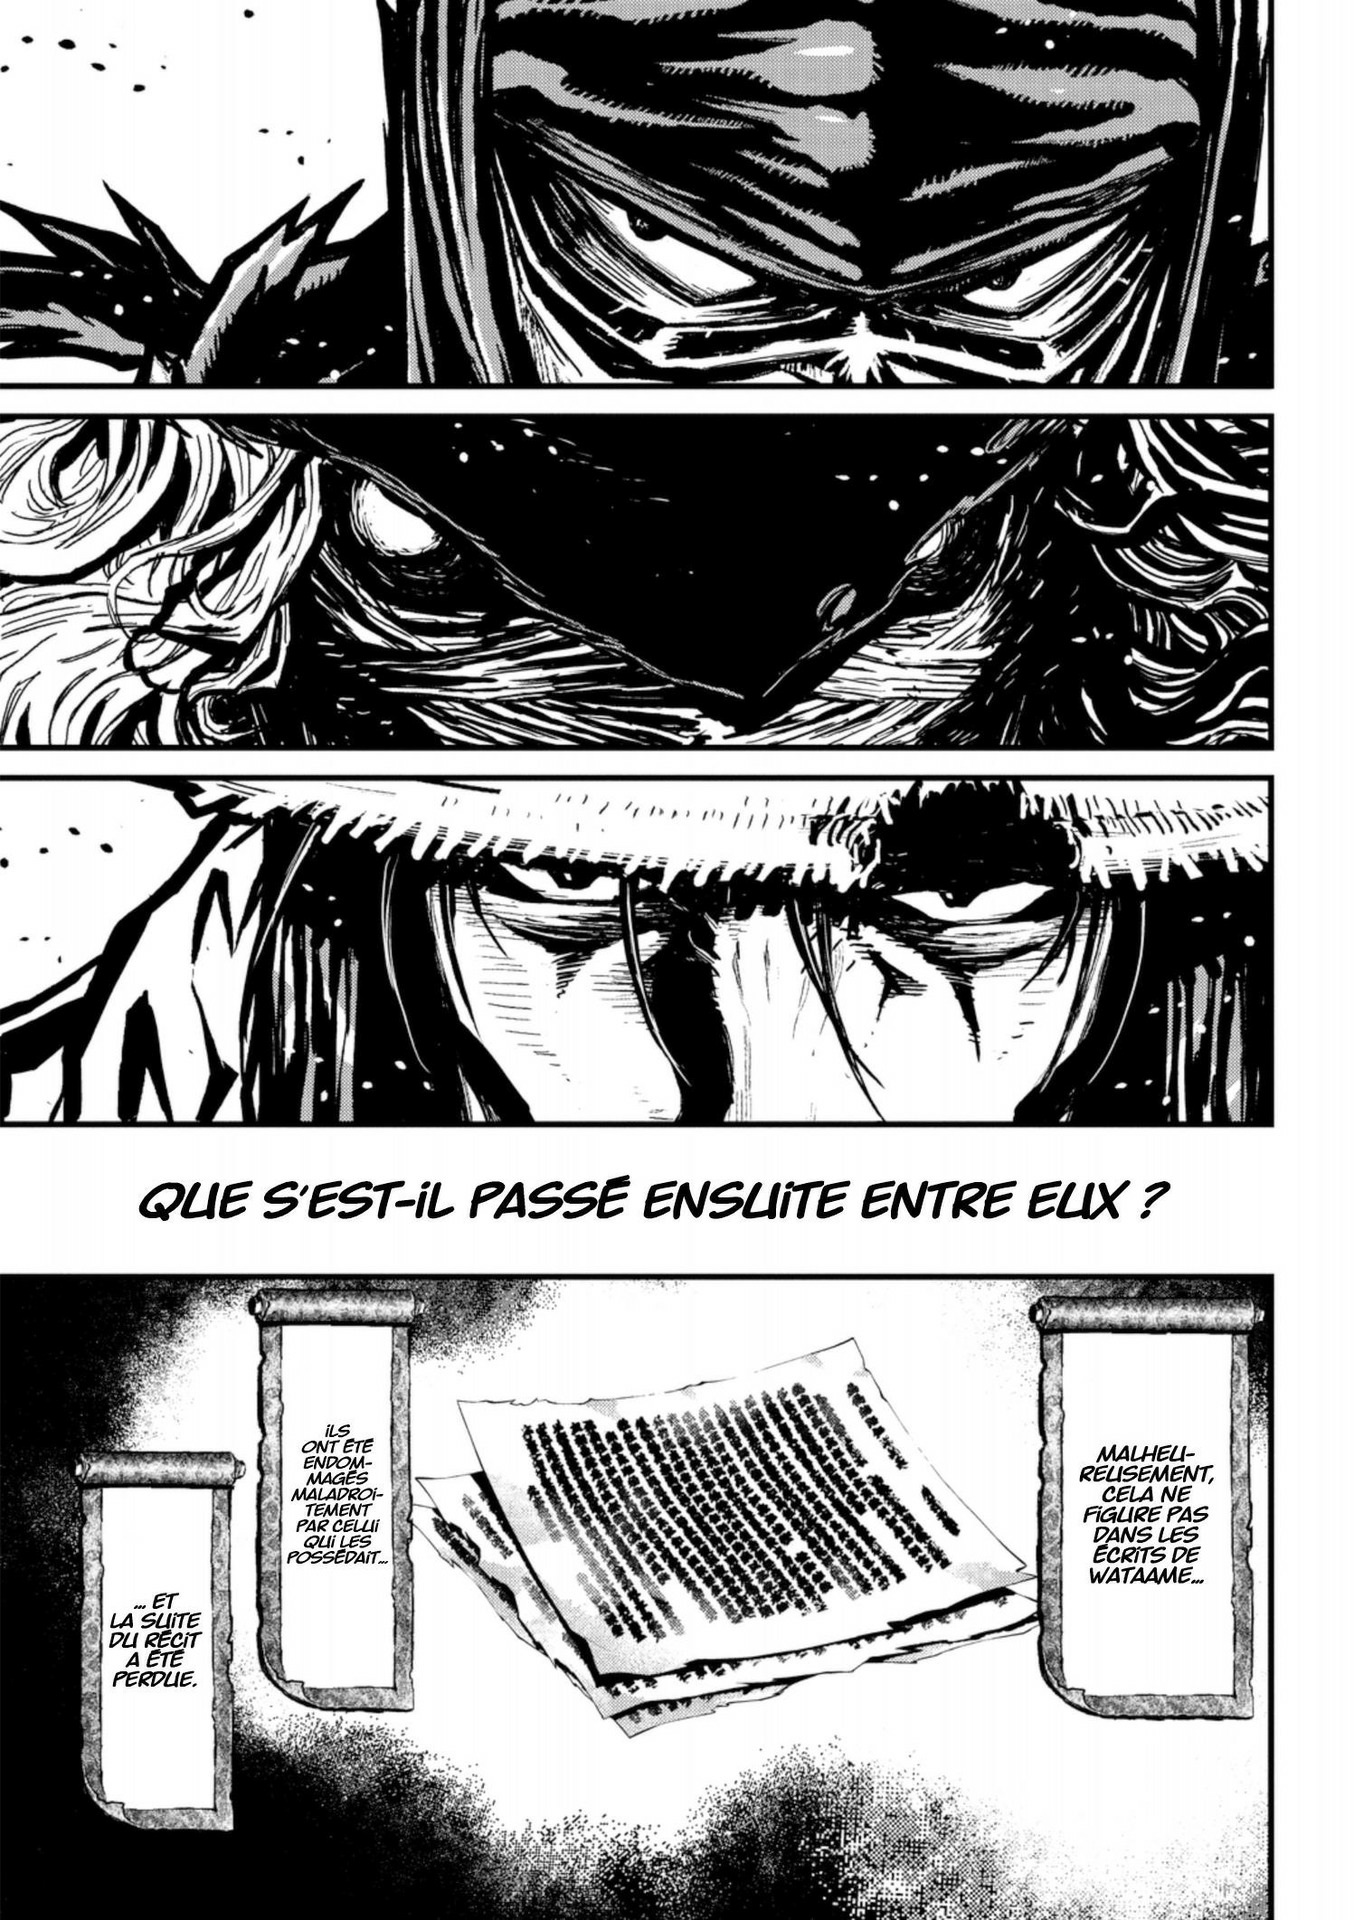 QUE S'EST-iL PASSÉ ENSUiTE ENTRE EUX ?
MALHEU-
REUSEMENT,
CELA NE
FiGURE PAS
DANS LES
ÉCRiTS DE
WATAAME...
iLS
ONT ÉTÉ
ENDOM-
MAGÉS
MALADROi-
TEMENT
PAR CELUi
QUi LES
POSSÉDAiT...
... ET
LA SUiTE
DU RÉCiT
A ÉTÉ
PERDUE.